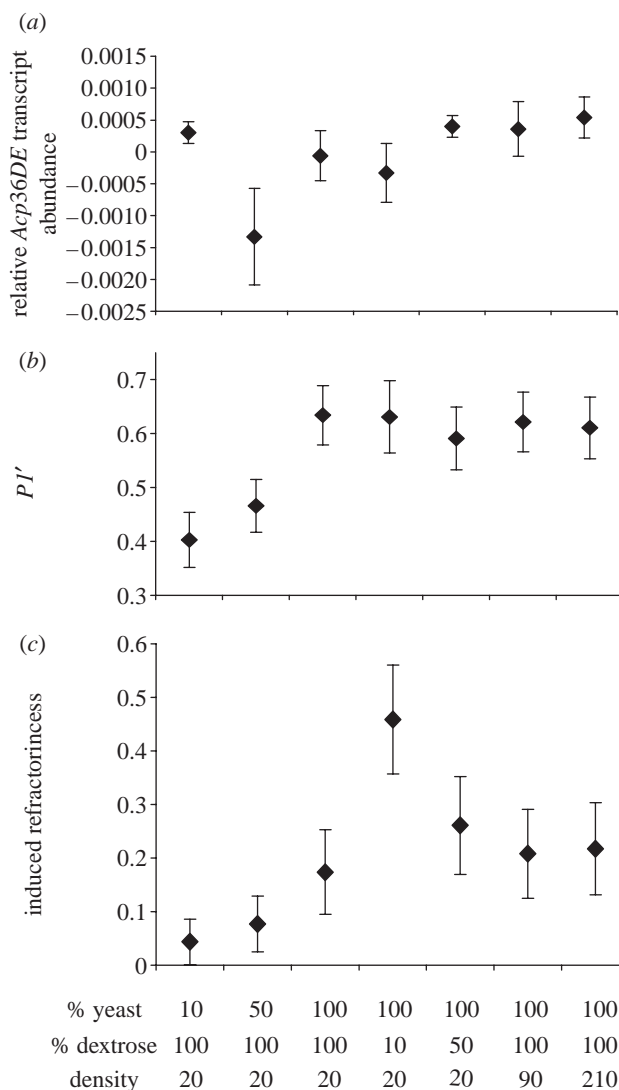 (a)
relative Acp36DE transcript
abundance
0.0015
0.0010
0.0005
0
−0.0005
−0.0010
−0.0015
−0.0020
−0.0025
(b)
P1′
0.7
0.6
0.5
0.4
0.3
(c)
induced refractorincess
0.6
0.5
0.4
0.3
0.2
0.1
0
% yeast 10 50 100 100 100 100 100
% dextrose 100 100 100 10 50 100 100
density 20 20 20 20 20 90 210